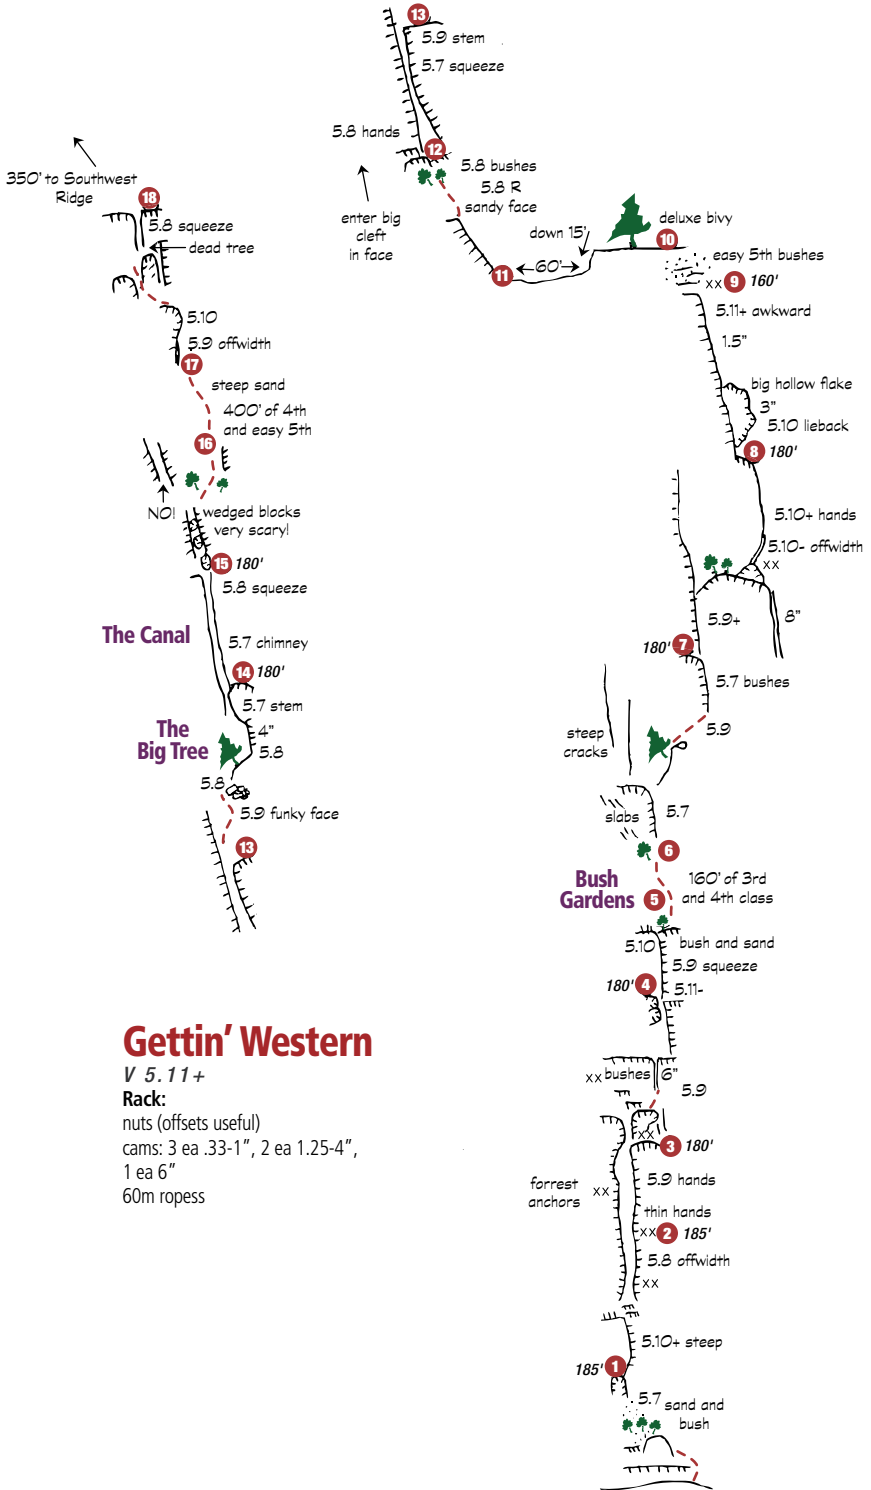 13
5.9 stem
5.7 squeeze
5.8 hands
12
5.8 bushes
5.8 R
sandy face
enter big
cleft
in face
down 15'
deluxe bivy
10
11
60'
easy 5th bushes
xx 9 160'
5.11+ awkward
1.5"
big hollow flake
3"
5.10 lieback
8 180'
5.10+ hands
5.10- offwidth
xx
5.9+
8"
180' 7
5.7 bushes
5.9
steep
cracks
slabs
5.7
6
Bush
Gardens
5
160' of 3rd
and 4th class
5.10
bush and sand
5.9 squeeze
180' 4
5.11-
xx bushes
6"
5.9
xx
3 180'
5.9 hands
forrest
anchors
xx
thin hands
xx 2 185'
5.8 offwidth
xx
5.10+ steep
185' 1
5.7
sand and
bush
350' to Southwest
Ridge
18
5.8 squeeze
dead tree
5.10
5.9 offwidth
17
steep sand
400' of 4th
and easy 5th
16
NO!
wedged blocks
very scary!
15 180'
5.8 squeeze
The Canal
5.7 chimney
14 180'
5.7 stem
The
Big Tree
4"
5.8
5.8
5.9 funky face
13
Gettin' Western
V 5.11+
Rack:
nuts (offsets useful)
cams: 3 ea .33-1", 2 ea 1.25-4",
1 ea 6"
60m ropess